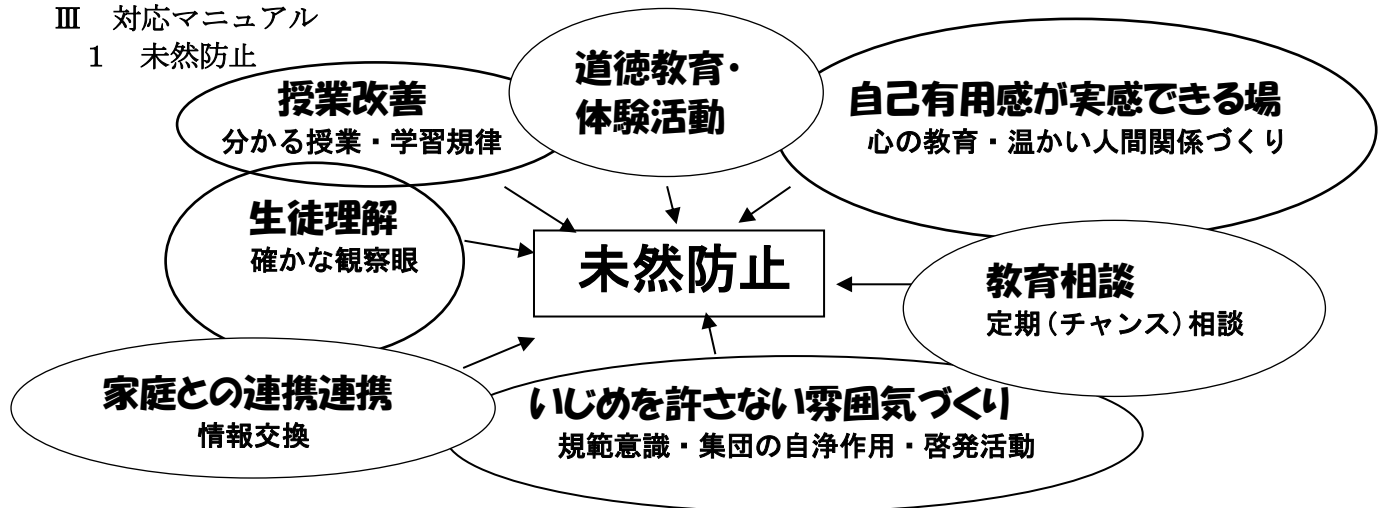 Ⅲ 対応マニュアル
1 未然防止
授業改善
分かる授業・学習規律
道徳教育・
体験活動
自己有用感が実感できる場
心の教育・温かい人間関係づくり
生徒理解
確かな観察眼
未然防止
教育相談
定期(チャンス)相談
家庭との連携連携
情報交換
いじめを許さない雰囲気づくり
規範意識・集団の自浄作用・啓発活動